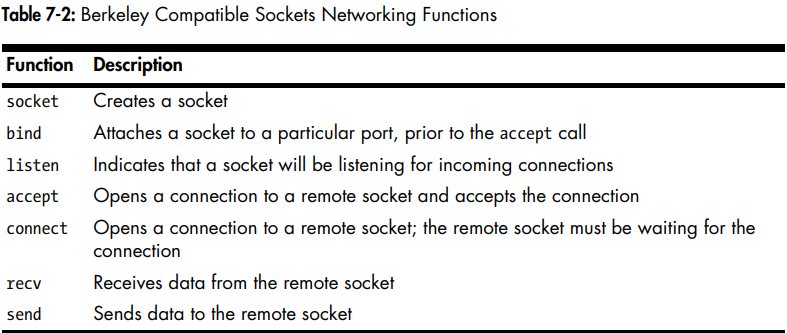 Table 7-2: Berkeley Compatible Sockets Networking Functions
Function Description
socket Creates a socket
bind Attaches a socket to a particular port, prior to the accept call
listen Indicates that a socket will be listening for incoming connections
accept Opens a connection to a remote socket and accepts the connection
connect Opens a connection to a remote socket; the remote socket must be waiting for the
connection
recv Receives data from the remote socket
send Sends data to the remote socket